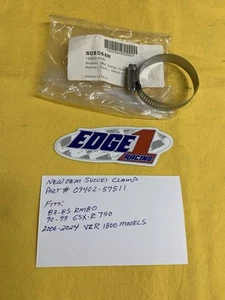 SUZUKI
EDGE 1
RACING
NEW OEM SUZUKI CLAMP
PART # 09402-57511
FITS:
83-85 RM80
90-93 GSX-R 750
2006-2024 VZR 1800 MODELS